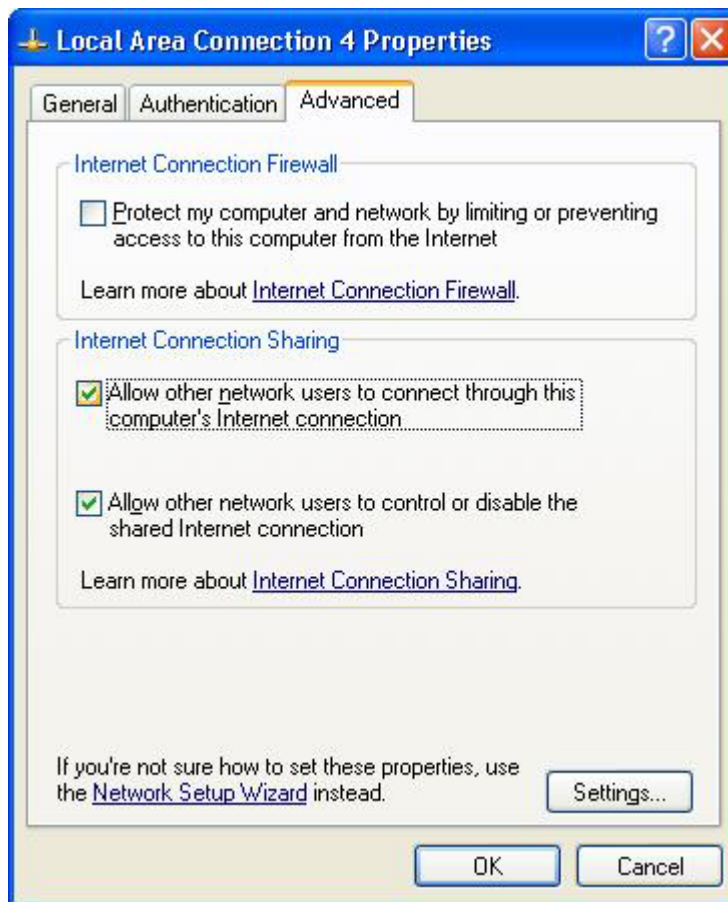 Local Area Connection 4 Properties
General Authentication Advanced
Internet Connection Firewall
Protect my computer and network by limiting or preventing
access to this computer from the Internet
Learn more about Internet Connection Firewall.
Internet Connection Sharing
Allow other network users to connect through this
computer's Internet connection
Allow other network users to control or disable the
shared Internet connection
Learn more about Internet Connection Sharing.
If you're not sure how to set these properties, use
the Network Setup Wizard instead.
Settings...
OK Cancel